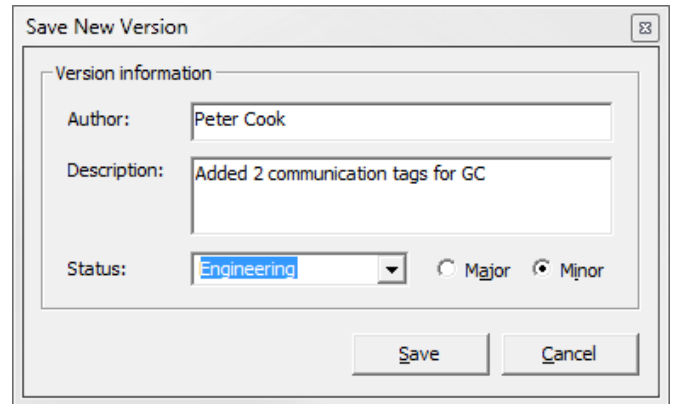 Save New Version
Version information
Author: Peter Cook
Description: Added 2 communication tags for GC
Status: Engineering Major Minor
Save Cancel